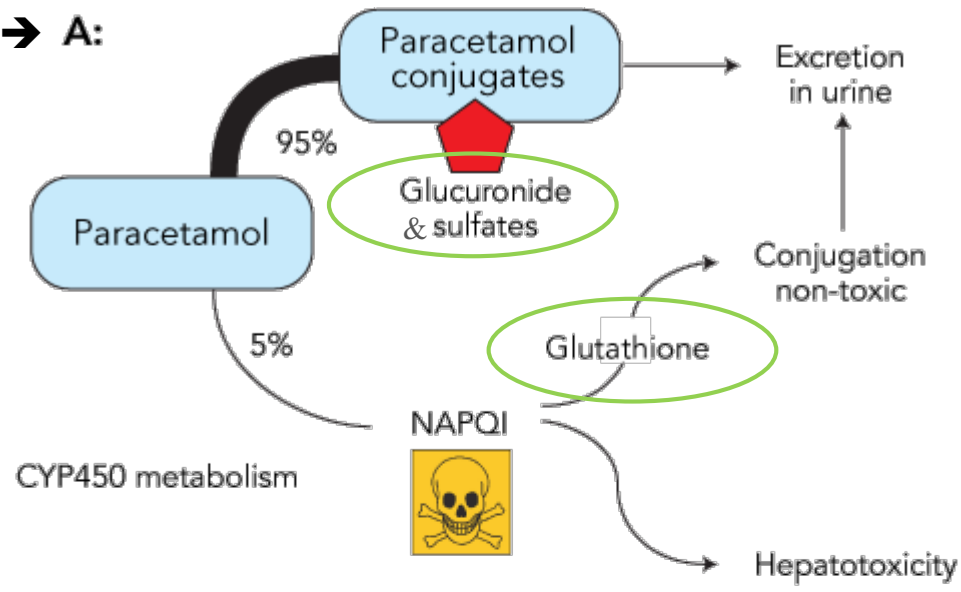 ➔ A:
Paracetamol
conjugates
Excretion
in urine
95%
Glucuronide
& sulfates
Paracetamol
Conjugation
non-toxic
5%
Glutathione
NAPQI
CYP450 metabolism
Hepatotoxicity